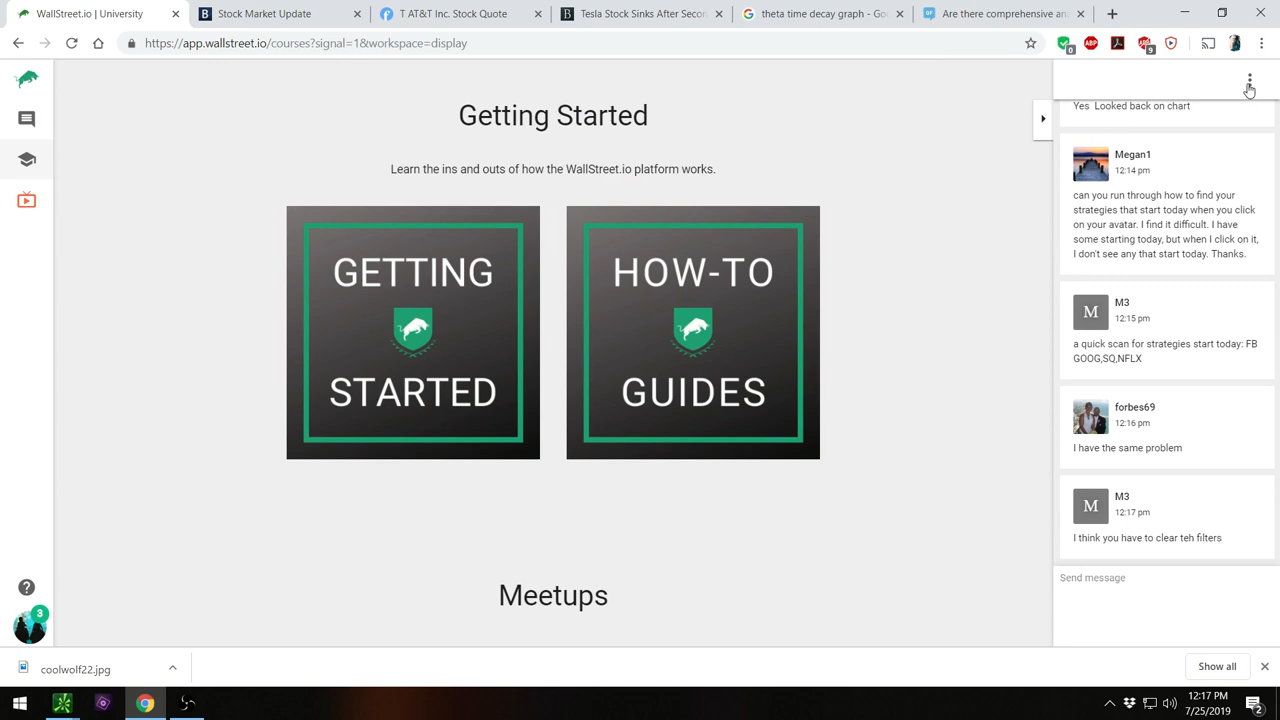 WallStreet.io | University
Stock Market Update
T AT&T Inc. Stock Quote
Tesla Stock Sinks After Secon
theta time decay graph - Goo
Are there comprehensive ana
https://app.wallstreet.io/courses?signal=1&workspace=display
0
ABP
9
Getting Started
Learn the ins and outs of how the WallStreet.io platform works.
GETTING
STARTED
HOW-TO
GUIDES
Meetups
Yes Looked back on chart
Megan1
12:14 pm
can you run through how to find your
strategies that start today when you click
on your avatar. I find it difficult. I have
some starting today, but when I click on it,
I don't see any that start today. Thanks.
M
M3
12:15 pm
a quick scan for strategies start today: FB
GOOG,SQ,NFLX
forbes69
12:16 pm
I have the same problem
M
M3
12:17 pm
I think you have to clear teh filters
Send message
3
coolwolf22.jpg
Show all
12:17 PM
7/25/2019
2